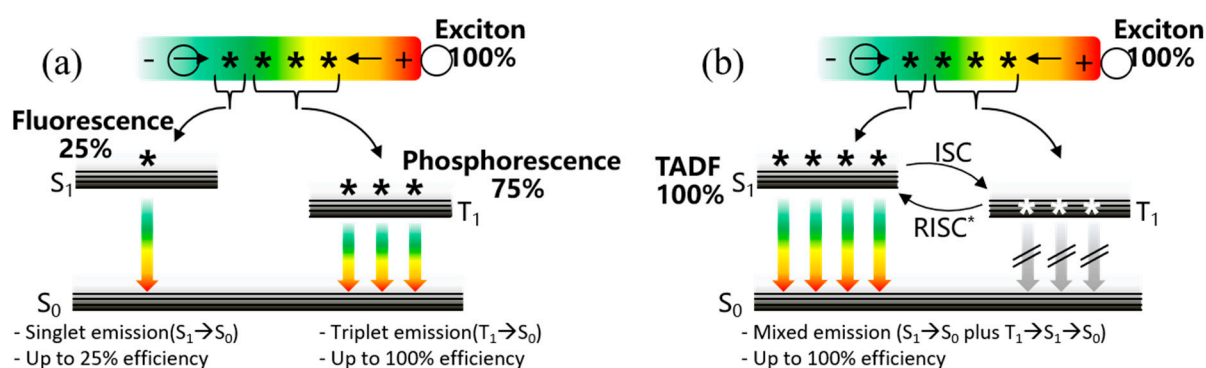 (a)
Exciton
100%
- * * * * +
Fluorescence
25%
*
S₁
Phosphorescence
75%
* * *
T₁
S₀
- Singlet emission(S₁→S₀)
- Up to 25% efficiency
- Triplet emission(T₁→S₀)
- Up to 100% efficiency
(b)
Exciton
100%
- * * * * +
TADF
100%
* * * *
S₁
ISC
RISC*
* * *
T₁
S₀
- Mixed emission (S₁→S₀ plus T₁→S₁→S₀)
- Up to 100% efficiency